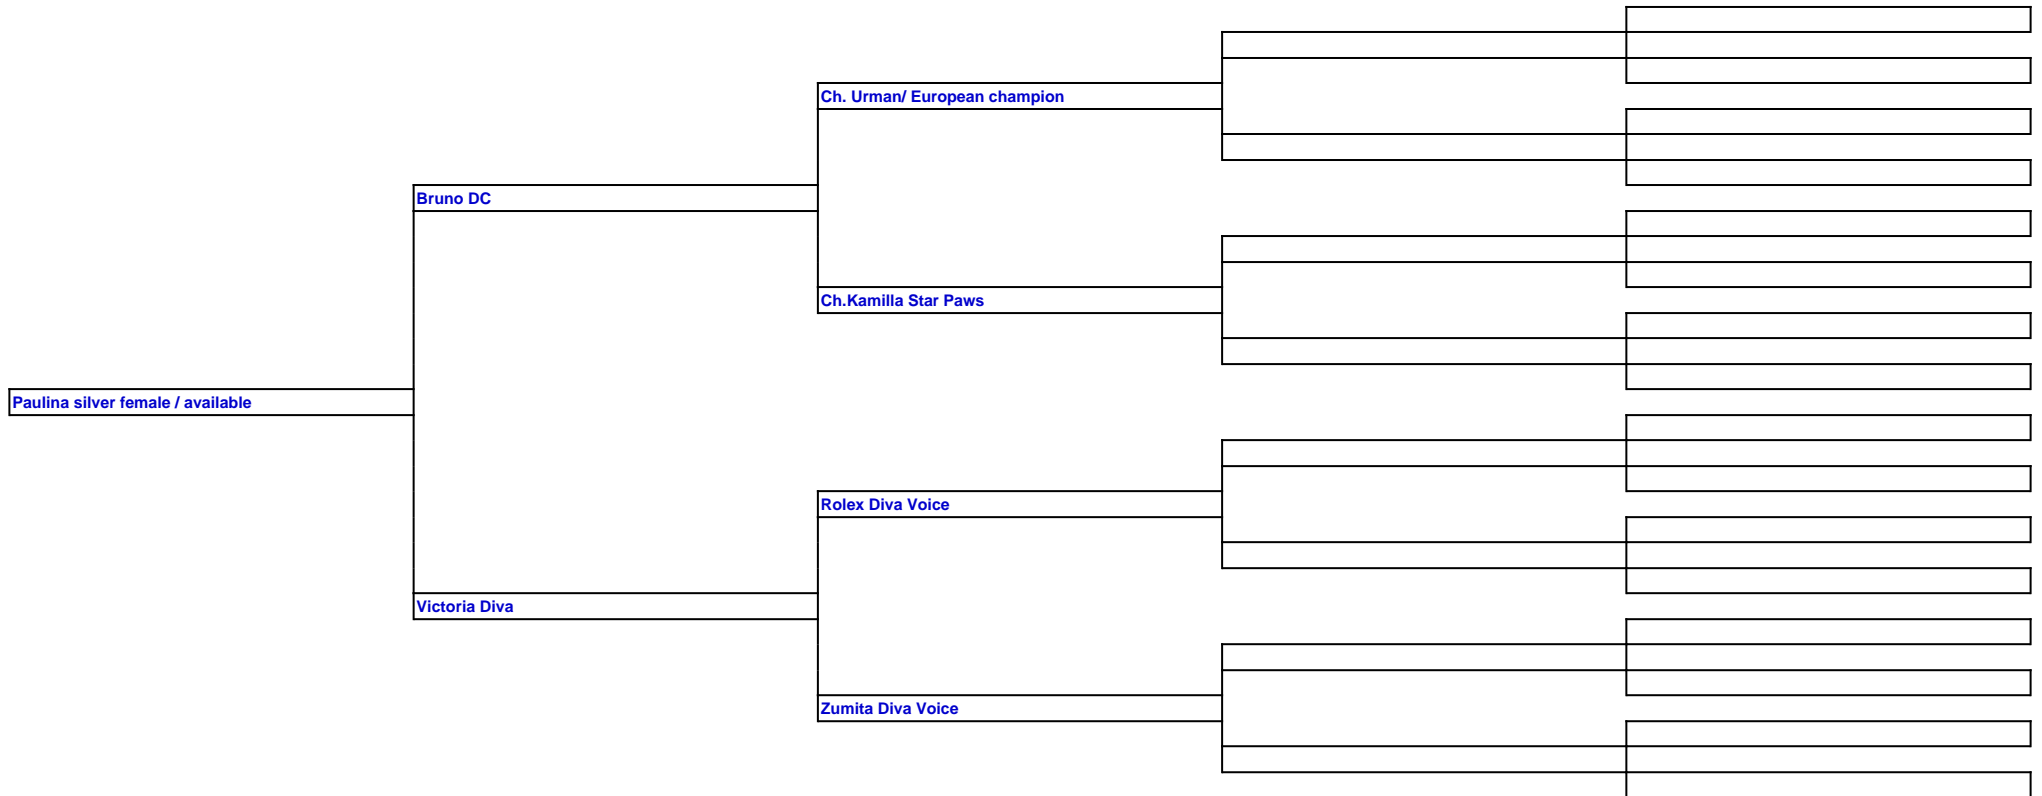 Ch. Urman/ European champion
Bruno DC
Ch.Kamilla Star Paws
Paulina silver female / available
Rolex Diva Voice
Victoria Diva
Zumita Diva Voice